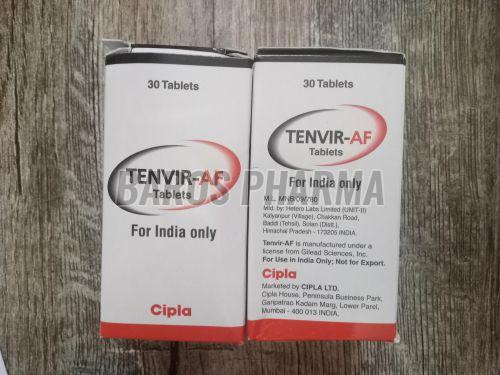 30 Tablets
TENVIR-AF
Tablets
For India only
Cipla
30 Tablets
TENVIR-AF
Tablets
For India only
Mfd. by: Hetero Labs Limited (UNIT-II)
Kalyanpur (Village), Chakkan Road,
Baddi (Tehsil), Solan (Distt.),
Himachal Pradesh - 173205 INDIA.
Tenvir-AF is manufactured under a
license from Gilead Sciences, Inc.
For Use in India Only; Not for Export.
Cipla
Marketed by CIPLA LTD.
Cipla House, Peninsula Business Park,
Ganpatrao Kadam Marg, Lower Parel,
Mumbai - 400 013 INDIA.
BAROS PHARMA